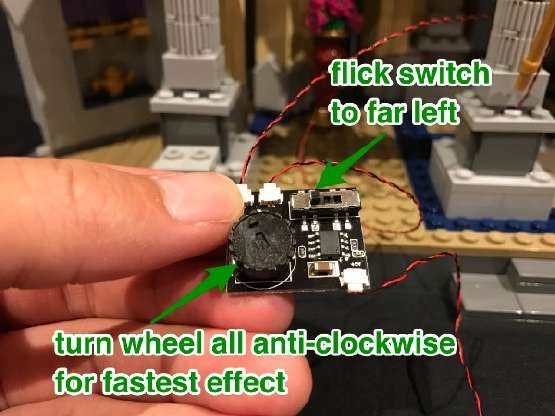 flick switch
to far left
turn wheel all anti-clockwise
for fastest effect